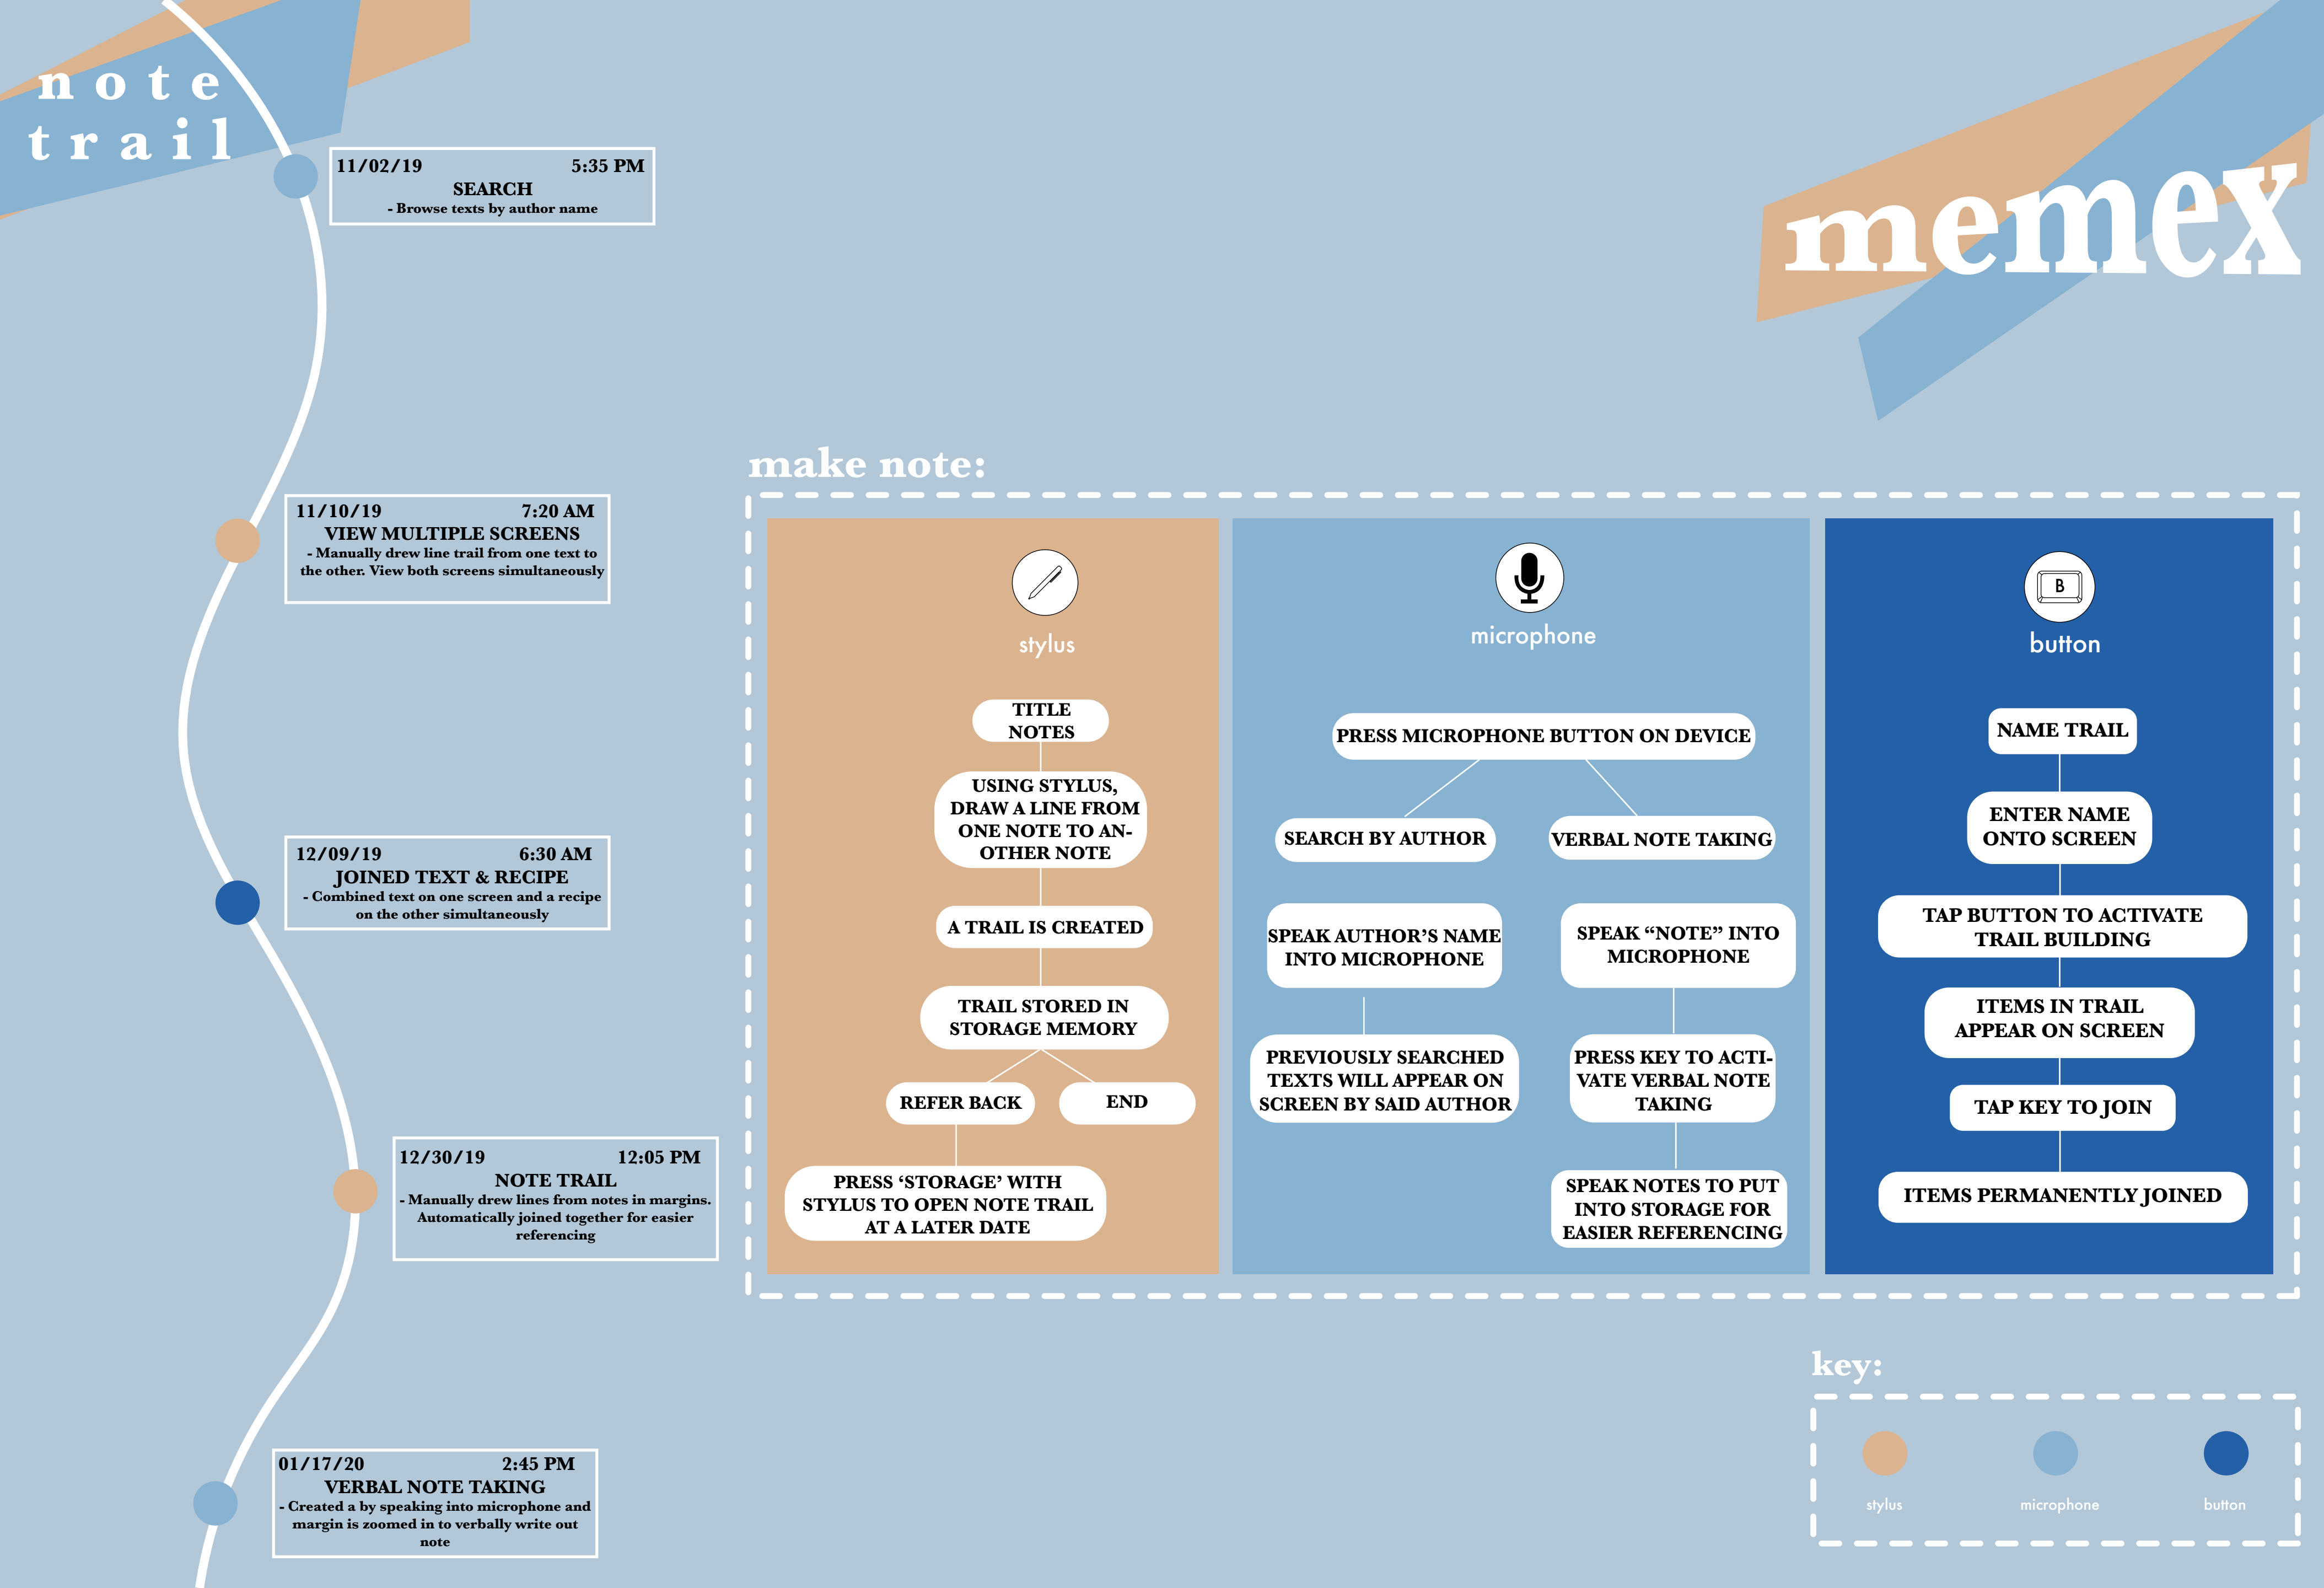 note
trail
11/02/19 5:35 PM
SEARCH
- Browse texts by author name
11/10/19 7:20 AM
VIEW MULTIPLE SCREENS
- Manually drew line trail from one text to
the other. View both screens simultaneously
12/09/19 6:30 AM
JOINED TEXT & RECIPE
- Combined text on one screen and a recipe
on the other simultaneously
12/30/19 12:05 PM
NOTE TRAIL
- Manually drew lines from notes in margins.
Automatically joined together for easier
referencing
01/17/20 2:45 PM
VERBAL NOTE TAKING
- Created a by speaking into microphone and
margin is zoomed in to verbally write out
note
memex
make note:
stylus
TITLE
NOTES
USING STYLUS,
DRAW A LINE FROM
ONE NOTE TO AN-
OTHER NOTE
A TRAIL IS CREATED
TRAIL STORED IN
STORAGE MEMORY
REFER BACK
END
PRESS ‘STORAGE’ WITH
STYLUS TO OPEN NOTE TRAIL
AT A LATER DATE
microphone
PRESS MICROPHONE BUTTON ON DEVICE
SEARCH BY AUTHOR
SPEAK AUTHOR’S NAME
INTO MICROPHONE
PREVIOUSLY SEARCHED
TEXTS WILL APPEAR ON
SCREEN BY SAID AUTHOR
VERBAL NOTE TAKING
SPEAK “NOTE” INTO
MICROPHONE
PRESS KEY TO ACTI-
VATE VERBAL NOTE
TAKING
SPEAK NOTES TO PUT
INTO STORAGE FOR
EASIER REFERENCING
B
button
NAME TRAIL
ENTER NAME
ONTO SCREEN
TAP BUTTON TO ACTIVATE
TRAIL BUILDING
ITEMS IN TRAIL
APPEAR ON SCREEN
TAP KEY TO JOIN
ITEMS PERMANENTLY JOINED
key:
stylus
microphone
button